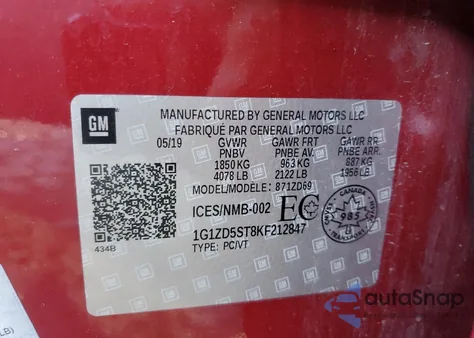 GM
MANUFACTURED BY GENERAL MOTORS LLC
FABRIQUÉ PAR GENERAL MOTORS LLC
05/19 GVWR GAWR FRT GAWR RR
PNBV PNBE AV. PNBE ARR.
1850 KG 963 KG 887 KG
4078 LB 2122 LB 1956 LB
MODEL/MODÈLE: 871ZD69
ICES/NMB-002 EC
CANADA
985
1G1ZD5ST8KF212847
TYPE: PC/VT
434B
LB)
autoSnap